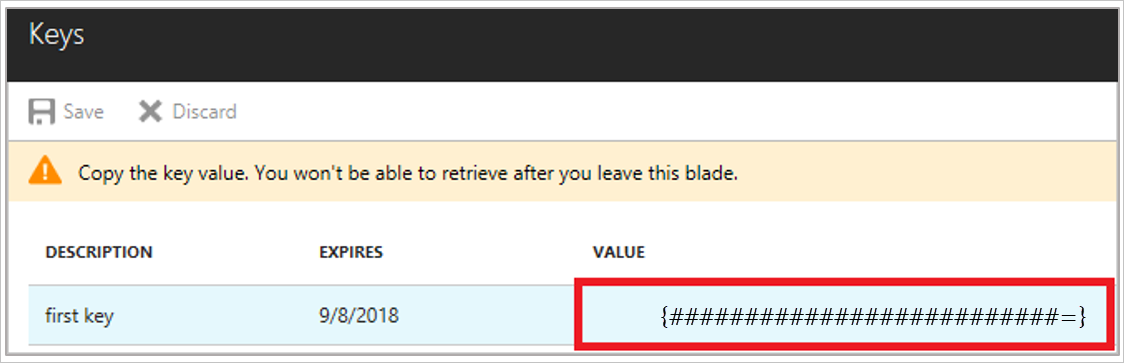 Keys
Save Discard
Copy the key value. You won't be able to retrieve after you leave this blade.
DESCRIPTION EXPIRES VALUE
first key 9/8/2018 {##########################=}